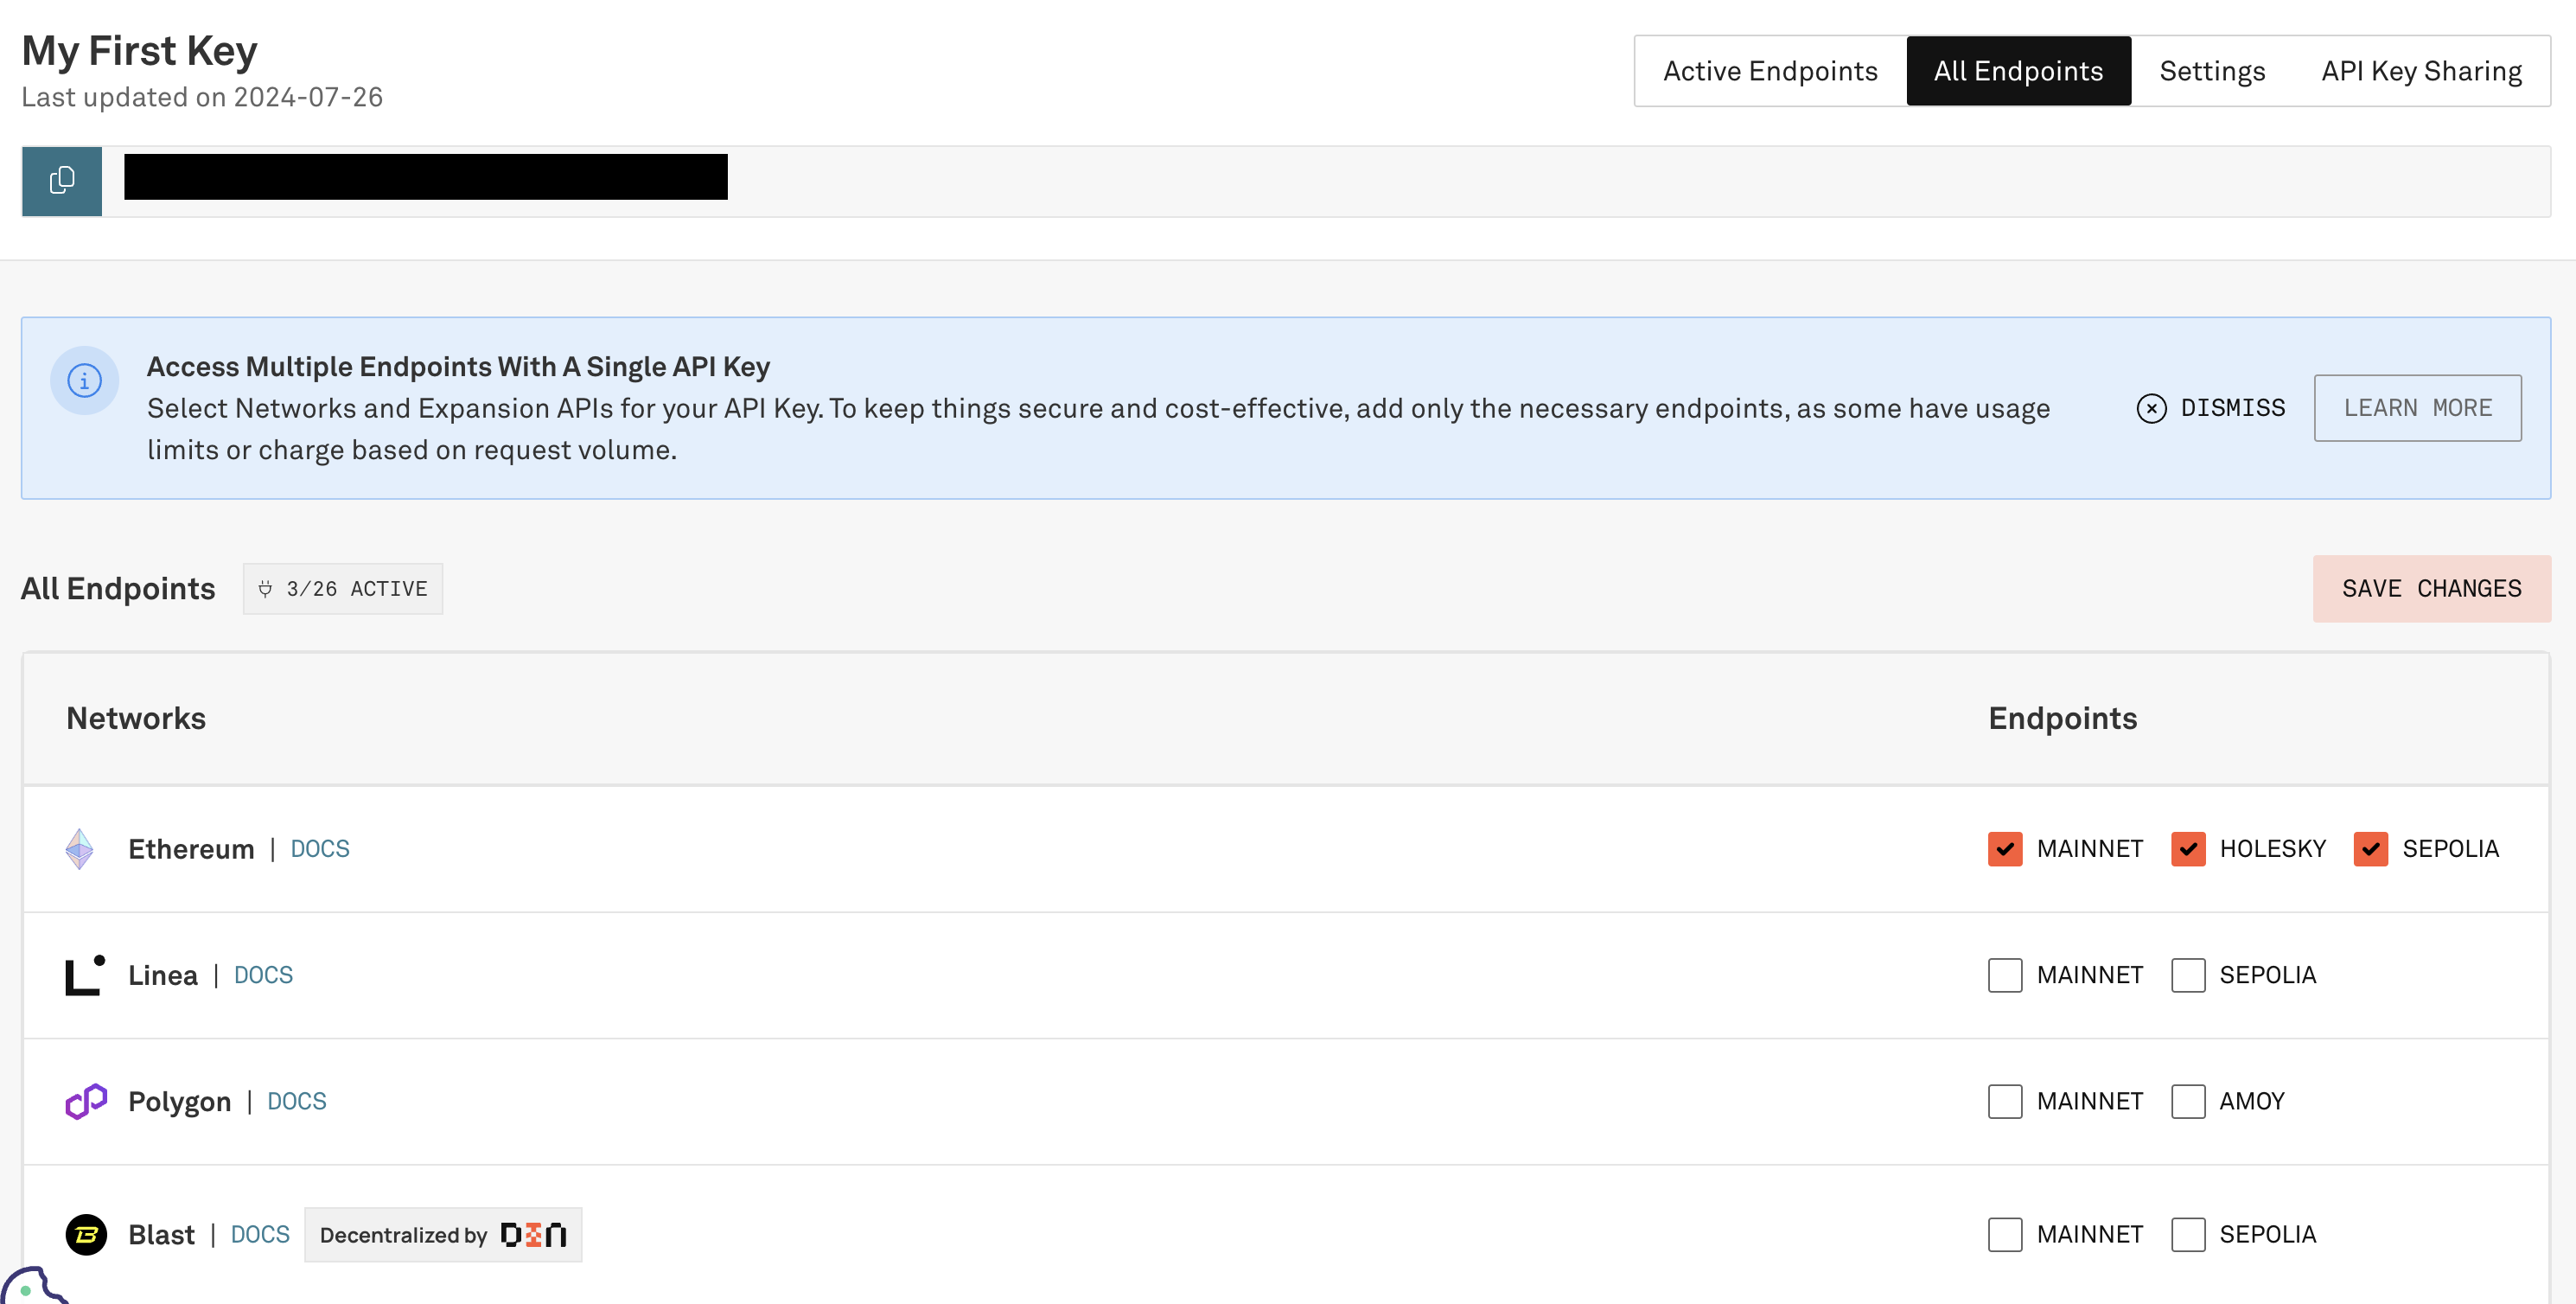 My First Key
Last updated on 2024-07-26
Active Endpoints
All Endpoints
Settings
API Key Sharing
Access Multiple Endpoints With A Single API Key
Select Networks and Expansion APIs for your API Key. To keep things secure and cost-effective, add only the necessary endpoints, as some have usage
limits or charge based on request volume.
DISMISS
LEARN MORE
All Endpoints
3/26 ACTIVE
SAVE CHANGES
Networks
Endpoints
Ethereum | DOCS
MAINNET
HOLESKY
SEPOLIA
Linea | DOCS
MAINNET
SEPOLIA
Polygon | DOCS
MAINNET
AMOY
Blast | DOCS
Decentralized by DIN
MAINNET
SEPOLIA